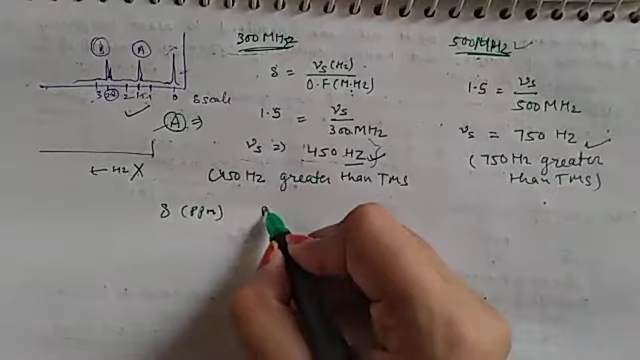 300 MHz
δ = νs (Hz) / O.F (MHz)
1.5 = νs / 300 MHz
νs ⇒ 450 HZ
(450 Hz greater than TMS
500 MHz
1.5 = νs / 500 MHz
νs = 750 Hz
(750 Hz greater
than TMS)
B A
3 2 1.5 1 0 δ scale
A ⇒
← HZ X
δ (ppm)